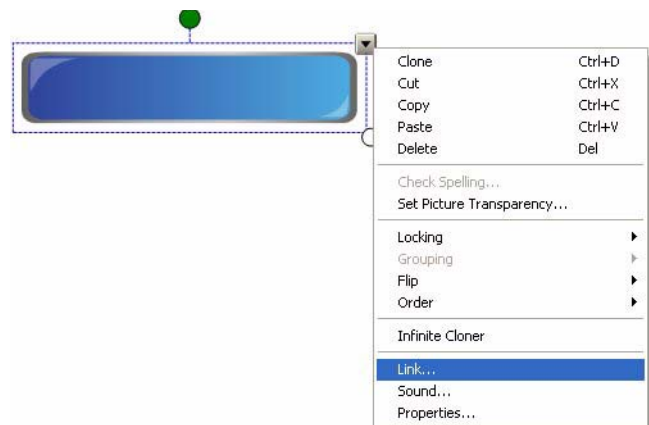 Clone Ctrl+D
Cut Ctrl+X
Copy Ctrl+C
Paste Ctrl+V
Delete Del
Check Spelling...
Set Picture Transparency...
Locking
Grouping
Flip
Order
Infinite Cloner
Link...
Sound...
Properties...